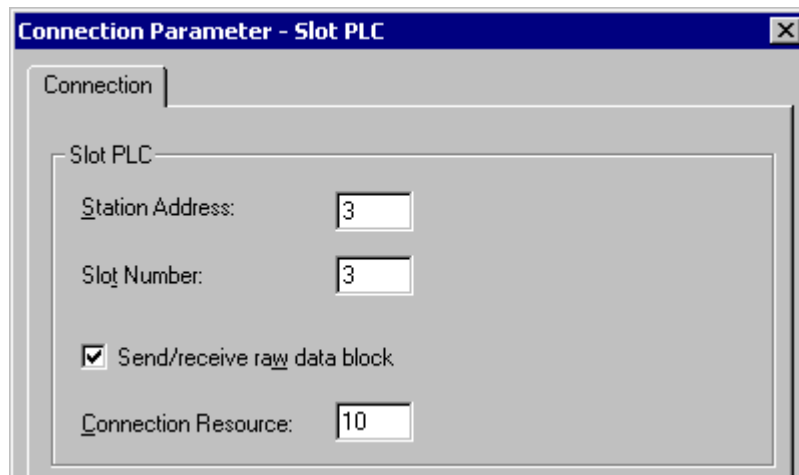 Connection Parameter - Slot PLC
Connection
Slot PLC
Station Address: 3
Slot Number: 3
Send/receive raw data block
Connection Resource: 10